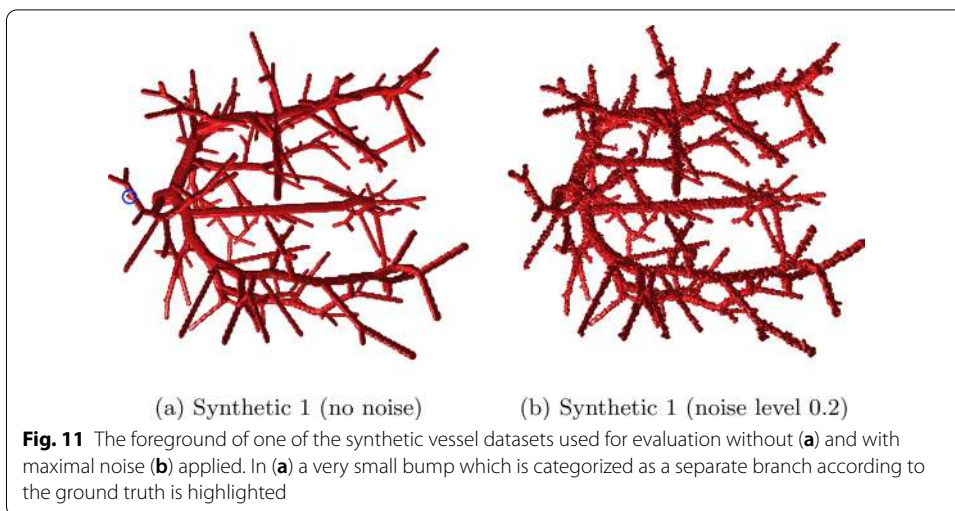 (a) Synthetic 1 (no noise)
(b) Synthetic 1 (noise level 0.2)
Fig. 11 The foreground of one of the synthetic vessel datasets used for evaluation without (a) and with
maximal noise (b) applied. In (a) a very small bump which is categorized as a separate branch according to
the ground truth is highlighted